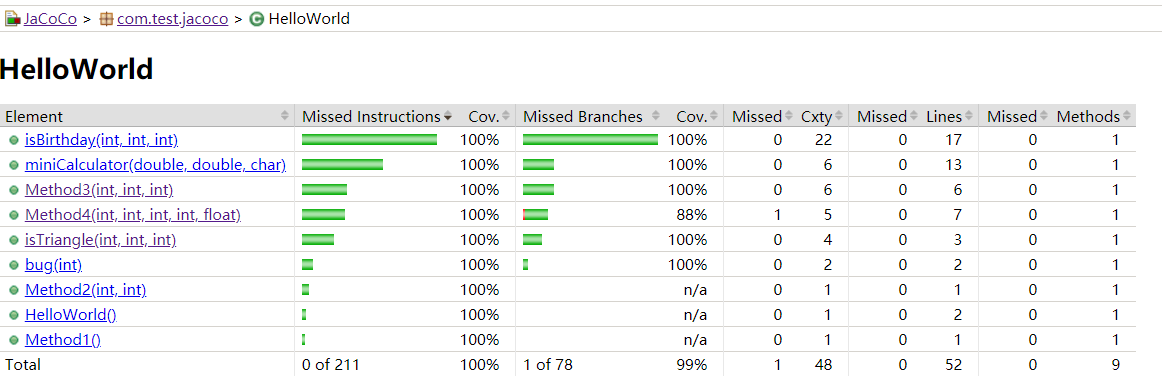 JaCoCo > com.test.jacoco > HelloWorld
HelloWorld
Element Missed Instructions Cov. Missed Branches Cov. Missed Cxty Missed Lines Missed Methods
isBirthday(int, int, int) 100% 100% 0 22 0 17 0 1
miniCalculator(double, double, char) 100% 100% 0 6 0 13 0 1
Method3(int, int, int) 100% 100% 0 6 0 6 0 1
Method4(int, int, int, int, float) 100% 88% 1 5 0 7 0 1
isTriangle(int, int, int) 100% 100% 0 4 0 3 0 1
bug(int) 100% 100% 0 2 0 2 0 1
Method2(int, int) 100% n/a 0 1 0 1 0 1
HelloWorld() 100% n/a 0 1 0 2 0 1
Method1() 100% n/a 0 1 0 1 0 1
Total 0 of 211 100% 1 of 78 99% 1 48 0 52 0 9